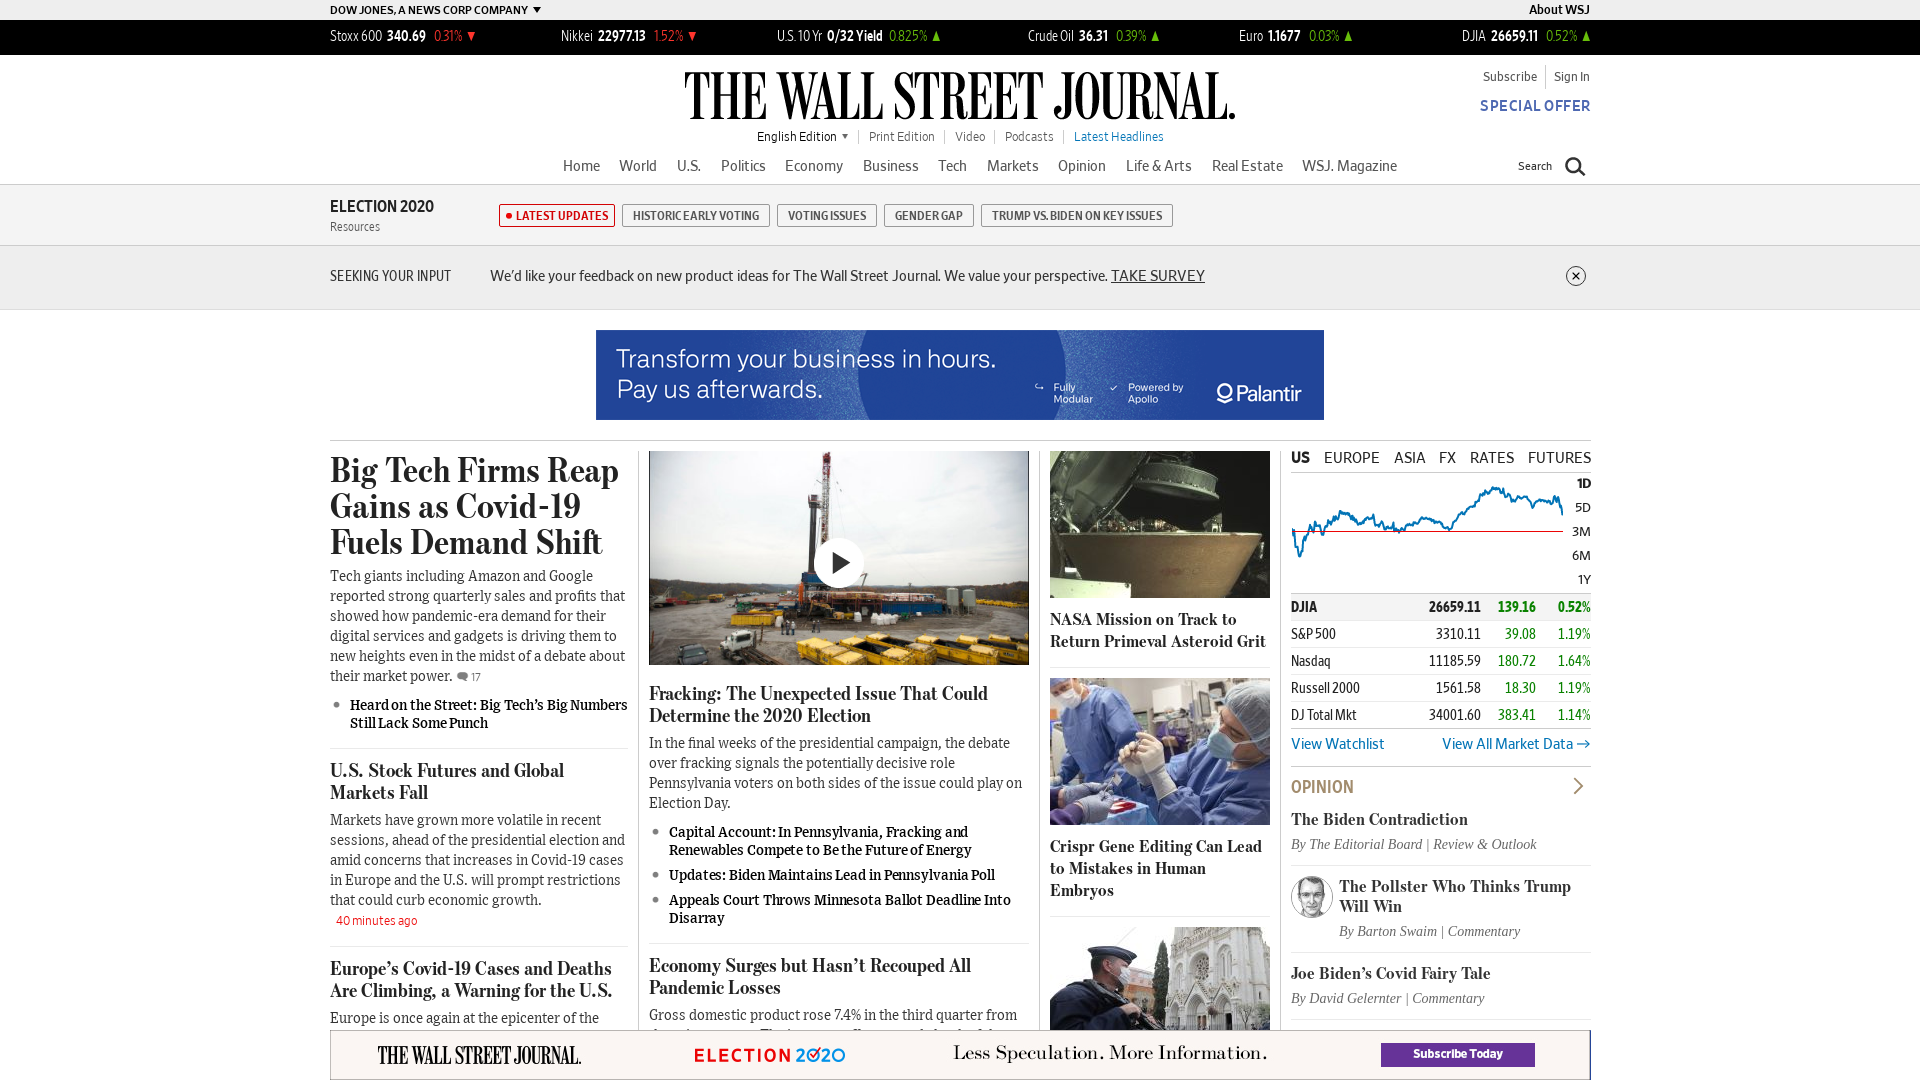 DOW JONES, A NEWS CORP COMPANY
About WSJ
Stoxx 600 340.69 0.31%
Nikkei 22977.13 1.52%
U.S. 10 Yr 0/32 Yield 0.825%
Crude Oil 36.31 0.39%
Euro 1.1677 0.03%
DJIA 26659.11 0.52%
THE WALL STREET JOURNAL.
Subscribe
Sign In
SPECIAL OFFER
English Edition
Print Edition
Video
Podcasts
Latest Headlines
Home
World
U.S.
Politics
Economy
Business
Tech
Markets
Opinion
Life & Arts
Real Estate
WSJ. Magazine
Search
ELECTION 2020
Resources
LATEST UPDATES
HISTORIC EARLY VOTING
VOTING ISSUES
GENDER GAP
TRUMP VS. BIDEN ON KEY ISSUES
SEEKING YOUR INPUT
We’d like your feedback on new product ideas for The Wall Street Journal. We value your perspective. TAKE SURVEY
Transform your business in hours.
Pay us afterwards.
Fully
Modular
Powered by
Apollo
Palantir
Big Tech Firms Reap
Gains as Covid-19
Fuels Demand Shift
Tech giants including Amazon and Google
reported strong quarterly sales and profits that
showed how pandemic-era demand for their
digital services and gadgets is driving them to
new heights even in the midst of a debate about
their market power. 17
Heard on the Street: Big Tech’s Big Numbers
Still Lack Some Punch
U.S. Stock Futures and Global
Markets Fall
Markets have grown more volatile in recent
sessions, ahead of the presidential election and
amid concerns that increases in Covid-19 cases
in Europe and the U.S. will prompt restrictions
that could curb economic growth.
40 minutes ago
Europe’s Covid-19 Cases and Deaths
Are Climbing, a Warning for the U.S.
Europe is once again at the epicenter of the
Fracking: The Unexpected Issue That Could
Determine the 2020 Election
In the final weeks of the presidential campaign, the debate
over fracking signals the potentially decisive role
Pennsylvania voters on both sides of the issue could play on
Election Day.
Capital Account: In Pennsylvania, Fracking and
Renewables Compete to Be the Future of Energy
Updates: Biden Maintains Lead in Pennsylvania Poll
Appeals Court Throws Minnesota Ballot Deadline Into
Disarray
Economy Surges but Hasn’t Recouped All
Pandemic Losses
Gross domestic product rose 7.4% in the third quarter from
NASA Mission on Track to
Return Primeval Asteroid Grit
Crispr Gene Editing Can Lead
to Mistakes in Human
Embryos
US
EUROPE
ASIA
FX
RATES
FUTURES
1D
5D
3M
6M
1Y
DJIA 26659.11 139.16 0.52%
S&P 500 3310.11 39.08 1.19%
Nasdaq 11185.59 180.72 1.64%
Russell 2000 1561.58 18.30 1.19%
DJ Total Mkt 34001.60 383.41 1.14%
View Watchlist
View All Market Data
OPINION
The Biden Contradiction
By The Editorial Board | Review & Outlook
The Pollster Who Thinks Trump
Will Win
By Barton Swaim | Commentary
Joe Biden’s Covid Fairy Tale
By David Gelernter | Commentary
THE WALL STREET JOURNAL.
ELECTION 2020
Less Speculation. More Information.
Subscribe Today